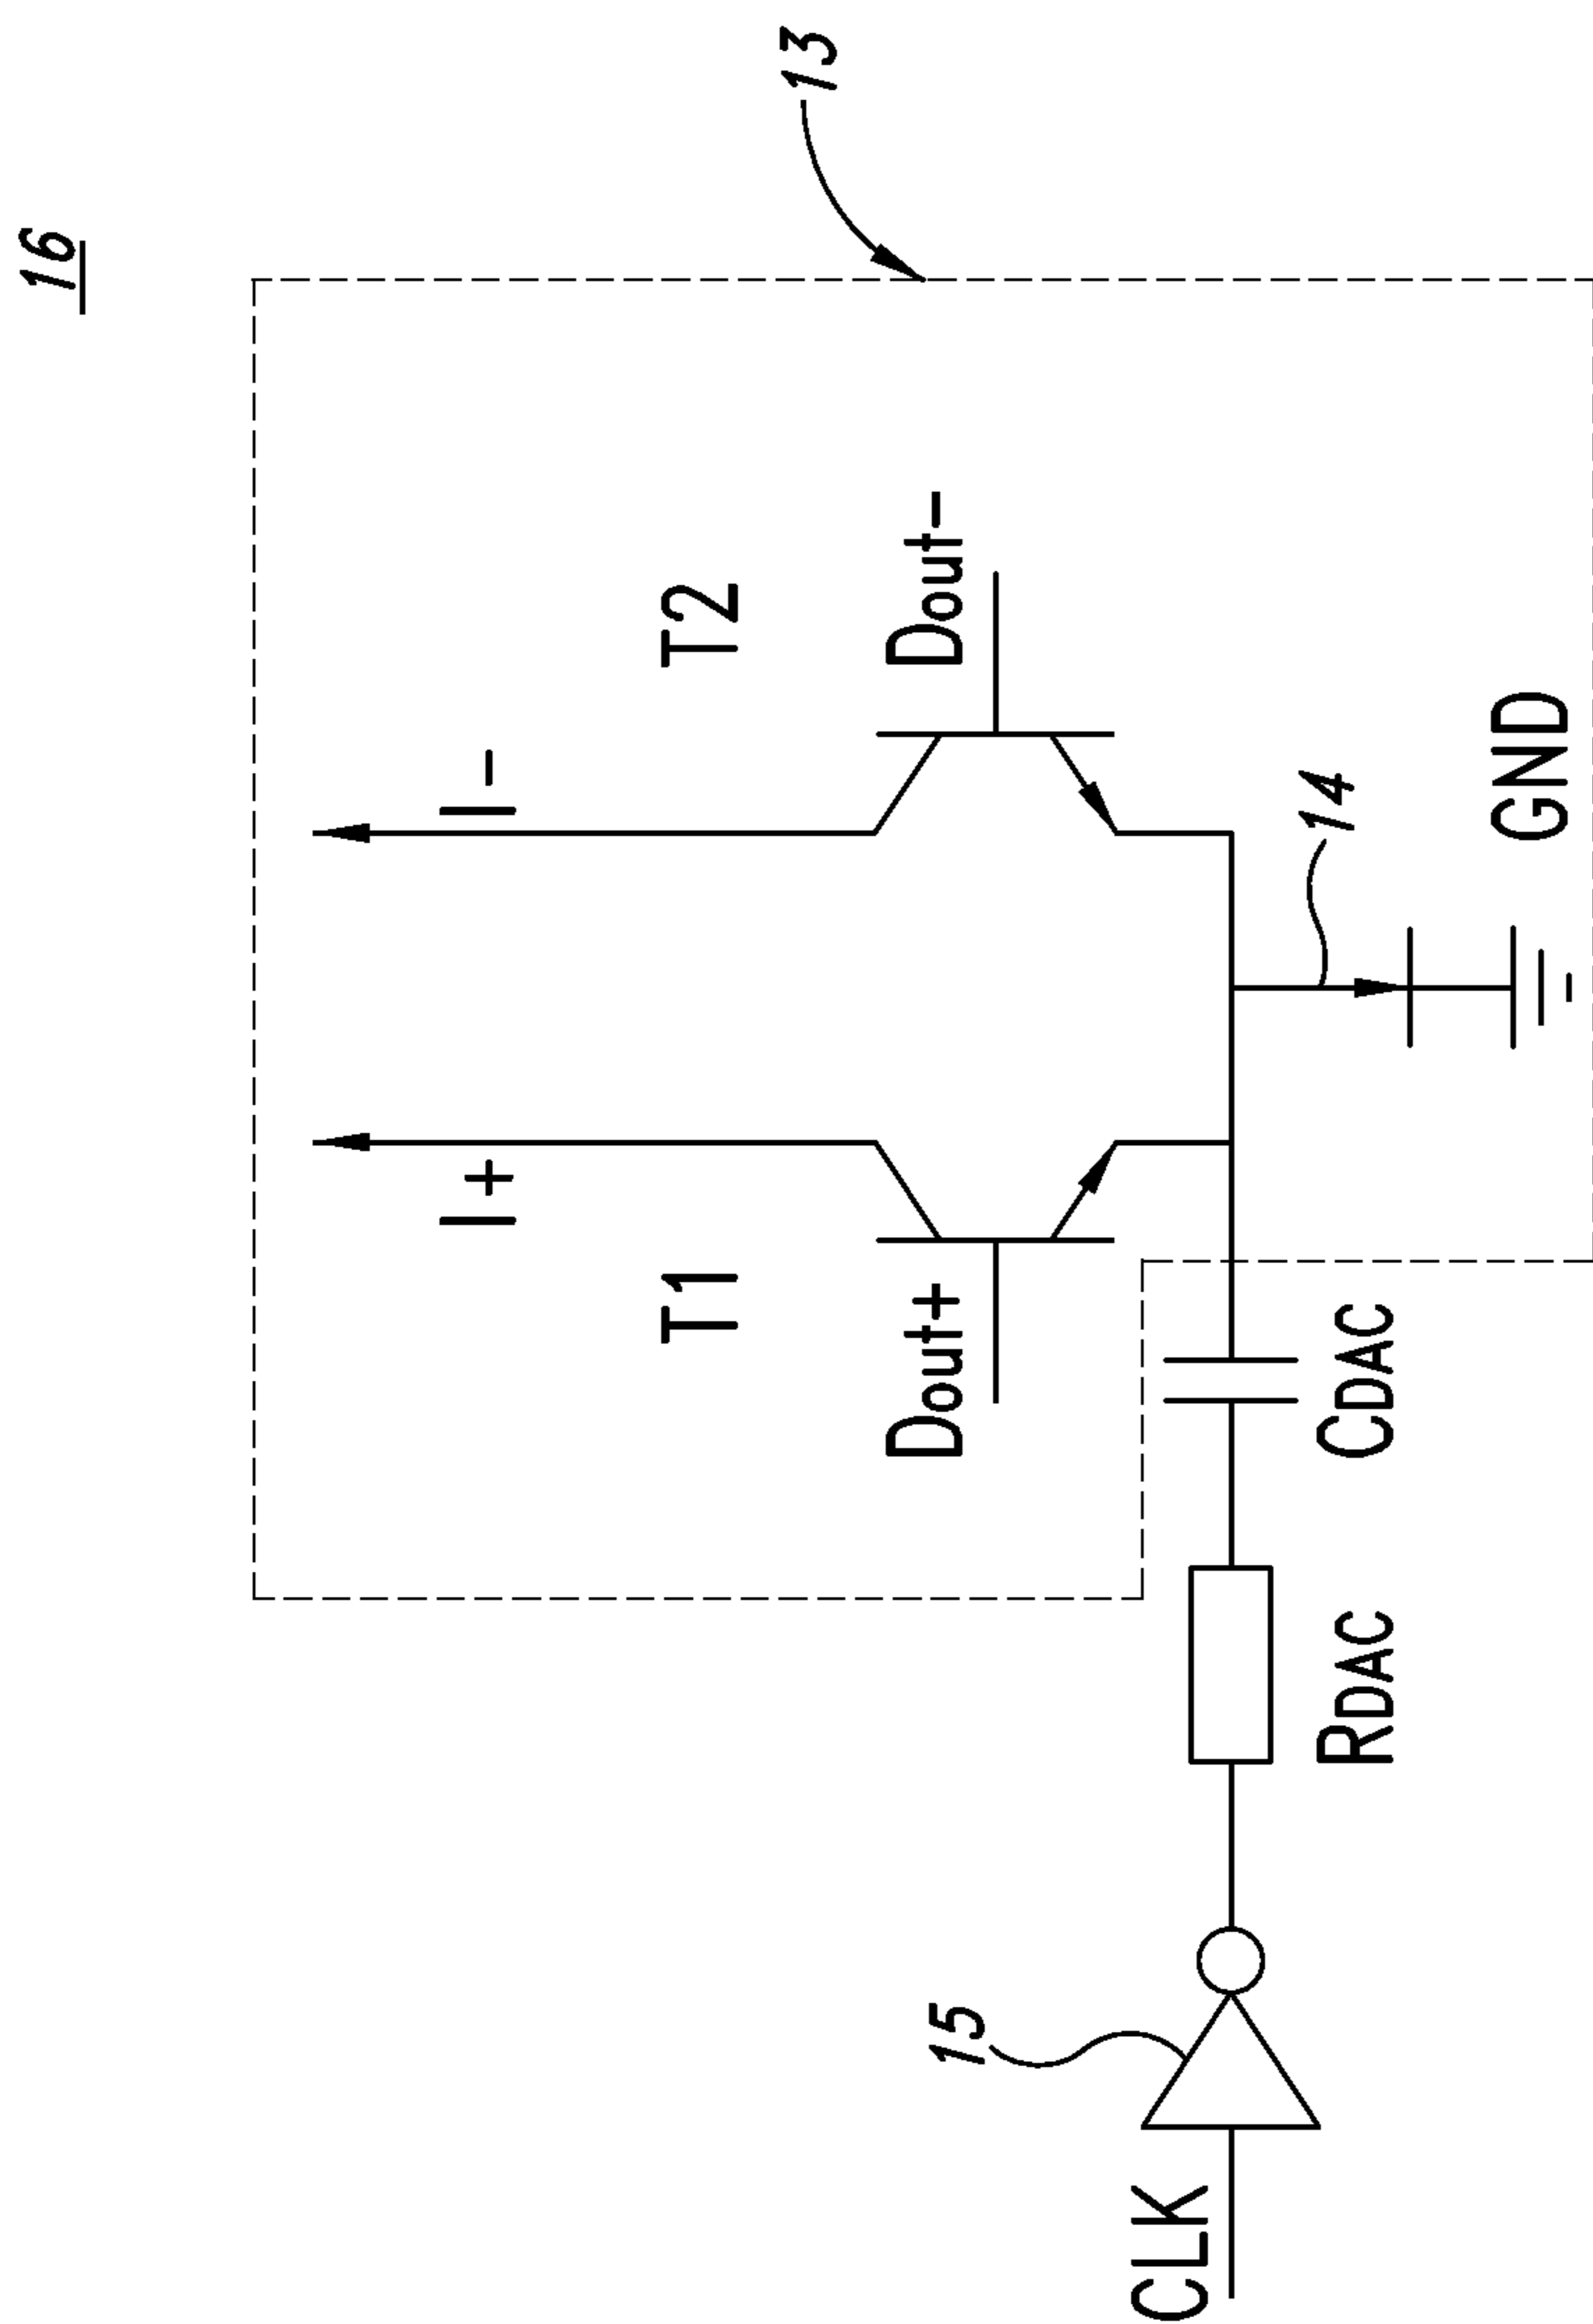 16
13
I+
I-
T1
T2
Dout+
Dout-
15
14
CLK
RDAC
CDAC
GND